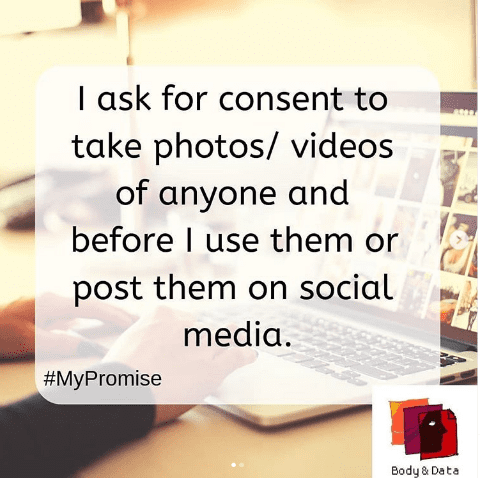 I ask for consent to
take photos/ videos
of anyone and
before I use them or
post them on social
media.
#MyPromise
Body & Data